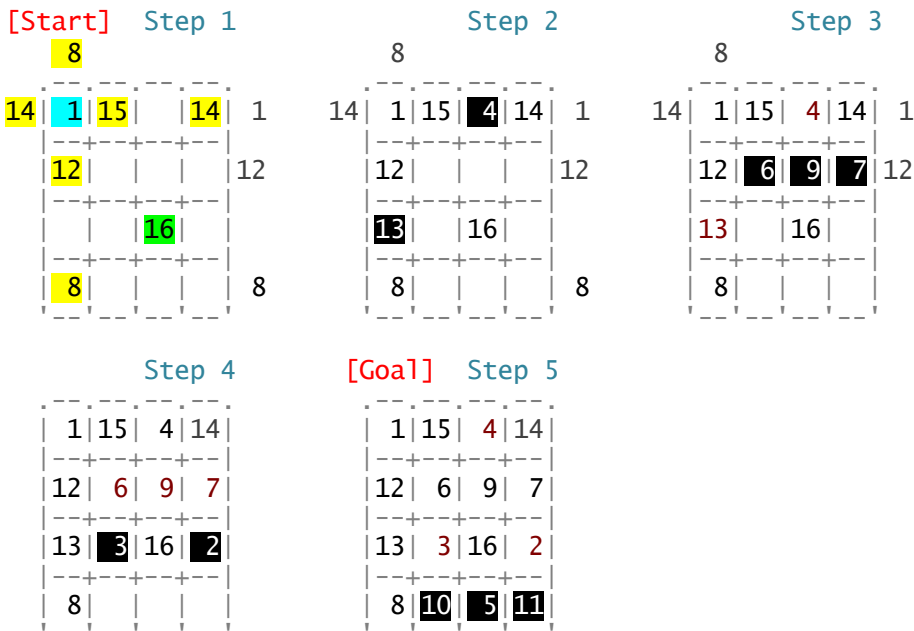 [Start] Step 1 Step 2 Step 3
8 8 8
.--.--.--.--. .--.--.--.--. .--.--.--.--.
14| 1|15|  |14| 1 14| 1|15| 4|14| 1 14| 1|15| 4|14| 1
|--+--+--+--| |--+--+--+--| |--+--+--+--|
|12|  |  |  |12 |12|  |  |  |12 |12| 6| 9| 7|12
|--+--+--+--| |--+--+--+--| |--+--+--+--|
|  |  |16|  | |13|  |16|  | |13|  |16|  |
|--+--+--+--| |--+--+--+--| |--+--+--+--|
| 8|  |  |  | 8 | 8|  |  |  | 8 | 8|  |  |  |
'--'--'--'--' '--'--'--'--' '--'--'--'--'
Step 4 [Goal] Step 5
.--.--.--.--. .--.--.--.--.
| 1|15| 4|14| | 1|15| 4|14|
|--+--+--+--| |--+--+--+--|
|12| 6| 9| 7| |12| 6| 9| 7|
|--+--+--+--| |--+--+--+--|
|13| 3|16| 2| |13| 3|16| 2|
|--+--+--+--| |--+--+--+--|
| 8|  |  |  | | 8|10| 5|11|
' ' ' ' ' ' ' ' ' '